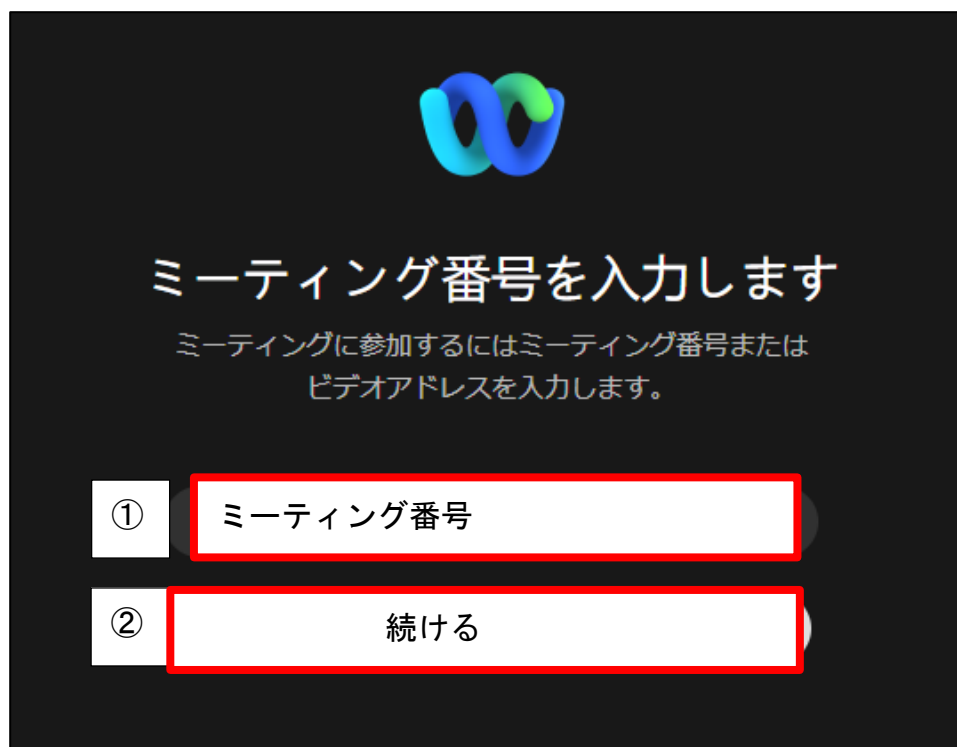 ミーティング番号を入力します
ミーティングに参加するにはミーティング番号または
ビデオアドレスを入力します。
① ミーティング番号
② 続ける